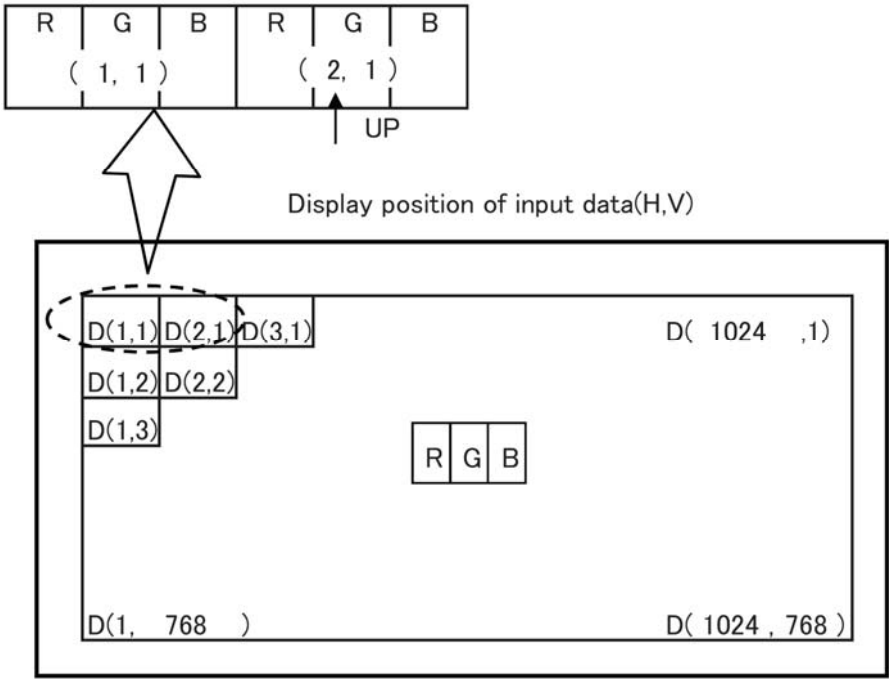 R G B R G B
( 1, 1 ) ( 2, 1 )
UP
Display position of input data(H,V)
D(1,1) D(2,1) D(3,1) D( 1024 ,1)
D(1,2) D(2,2)
D(1,3)
R G B
D(1, 768 ) D( 1024 , 768 )